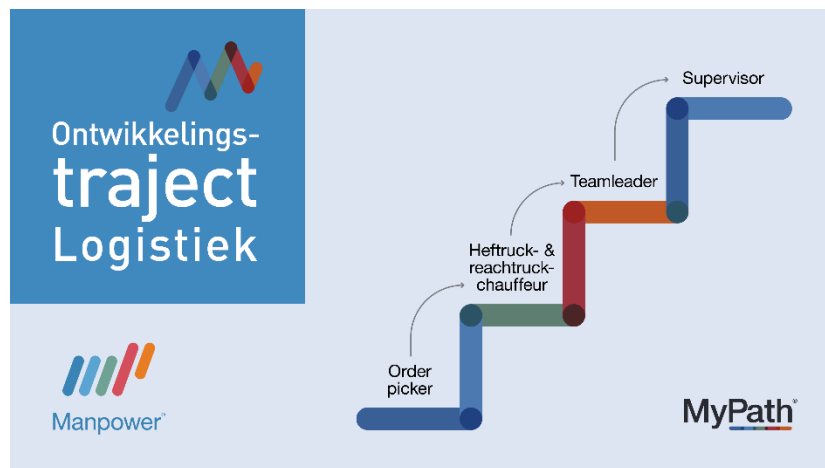 Ontwikkelings-
traject
Logistiek
Supervisor
Teamleader
Heftruck- &
reachtruck-
chauffeur
Order
picker
Manpower
MyPath